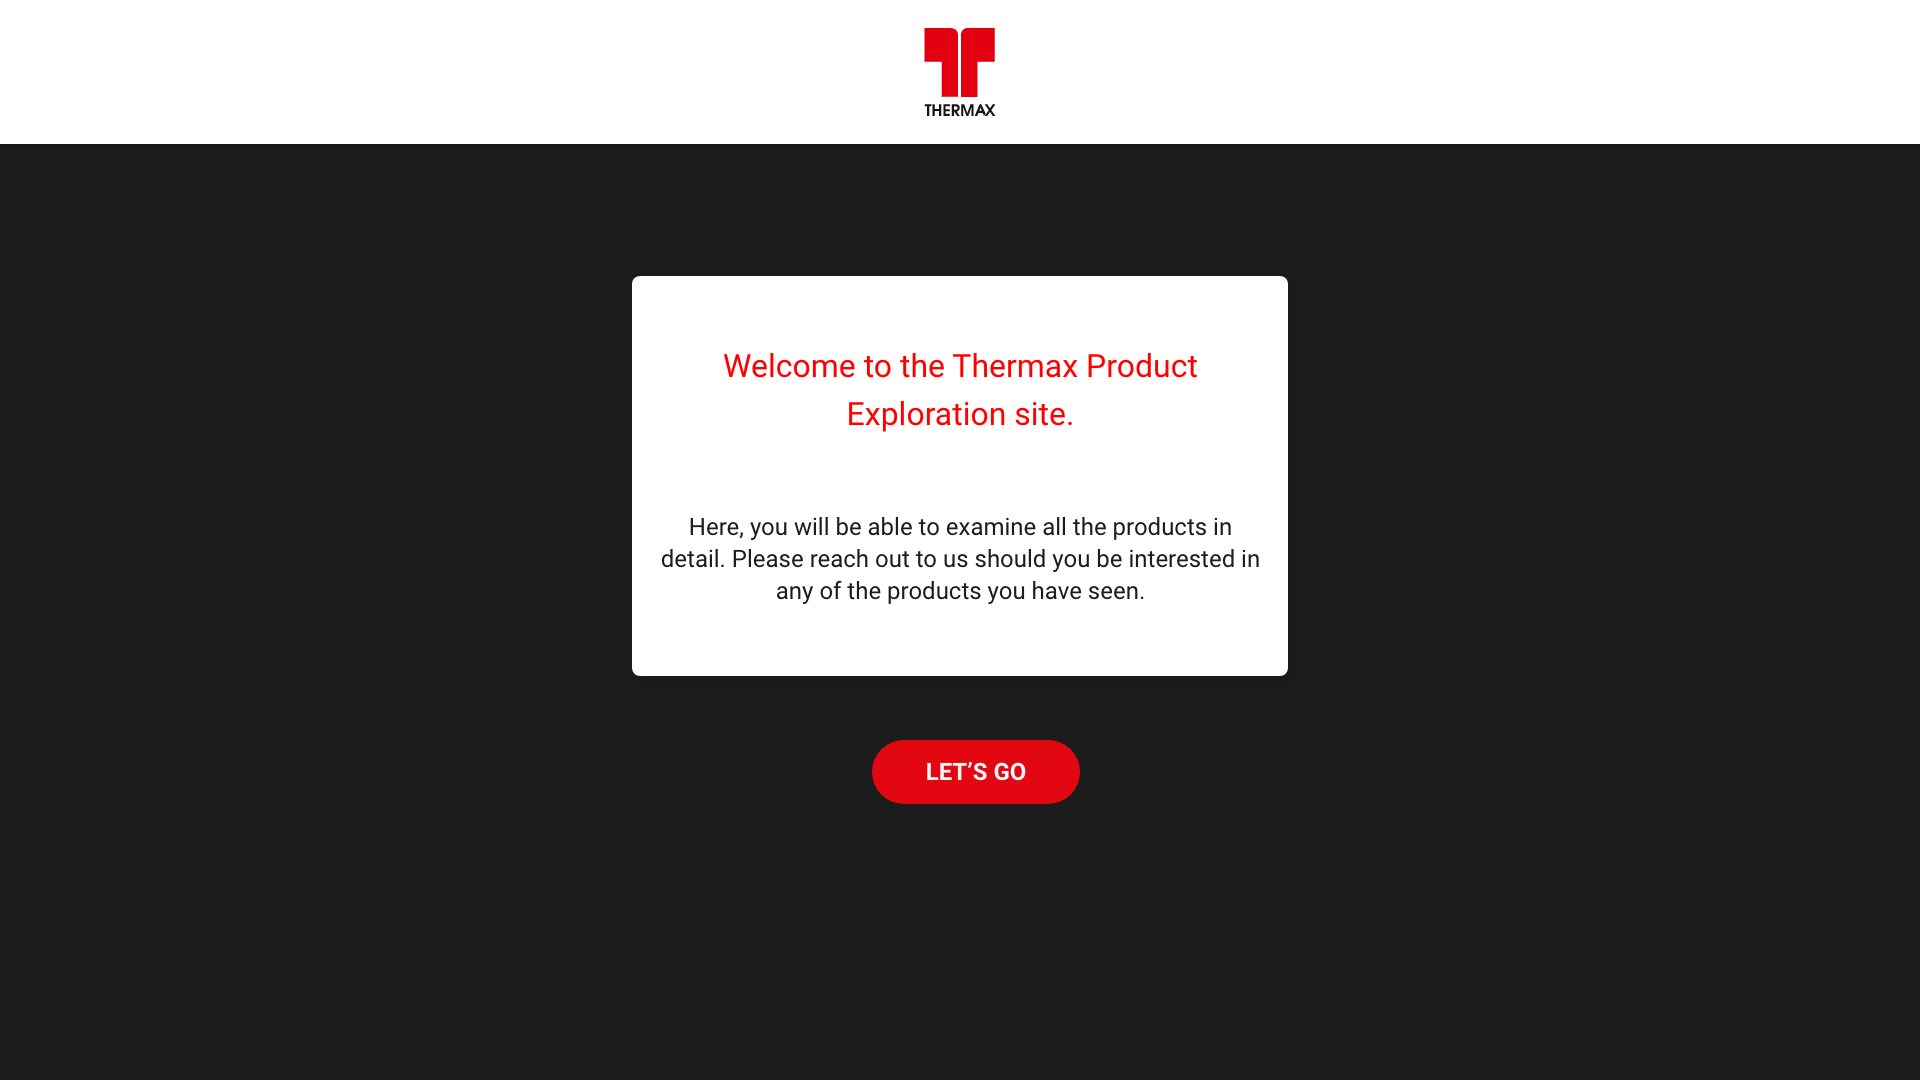 THERMAX
Welcome to the Thermax Product
Exploration site.
Here, you will be able to examine all the products in
detail. Please reach out to us should you be interested in
any of the products you have seen.
LET’S GO